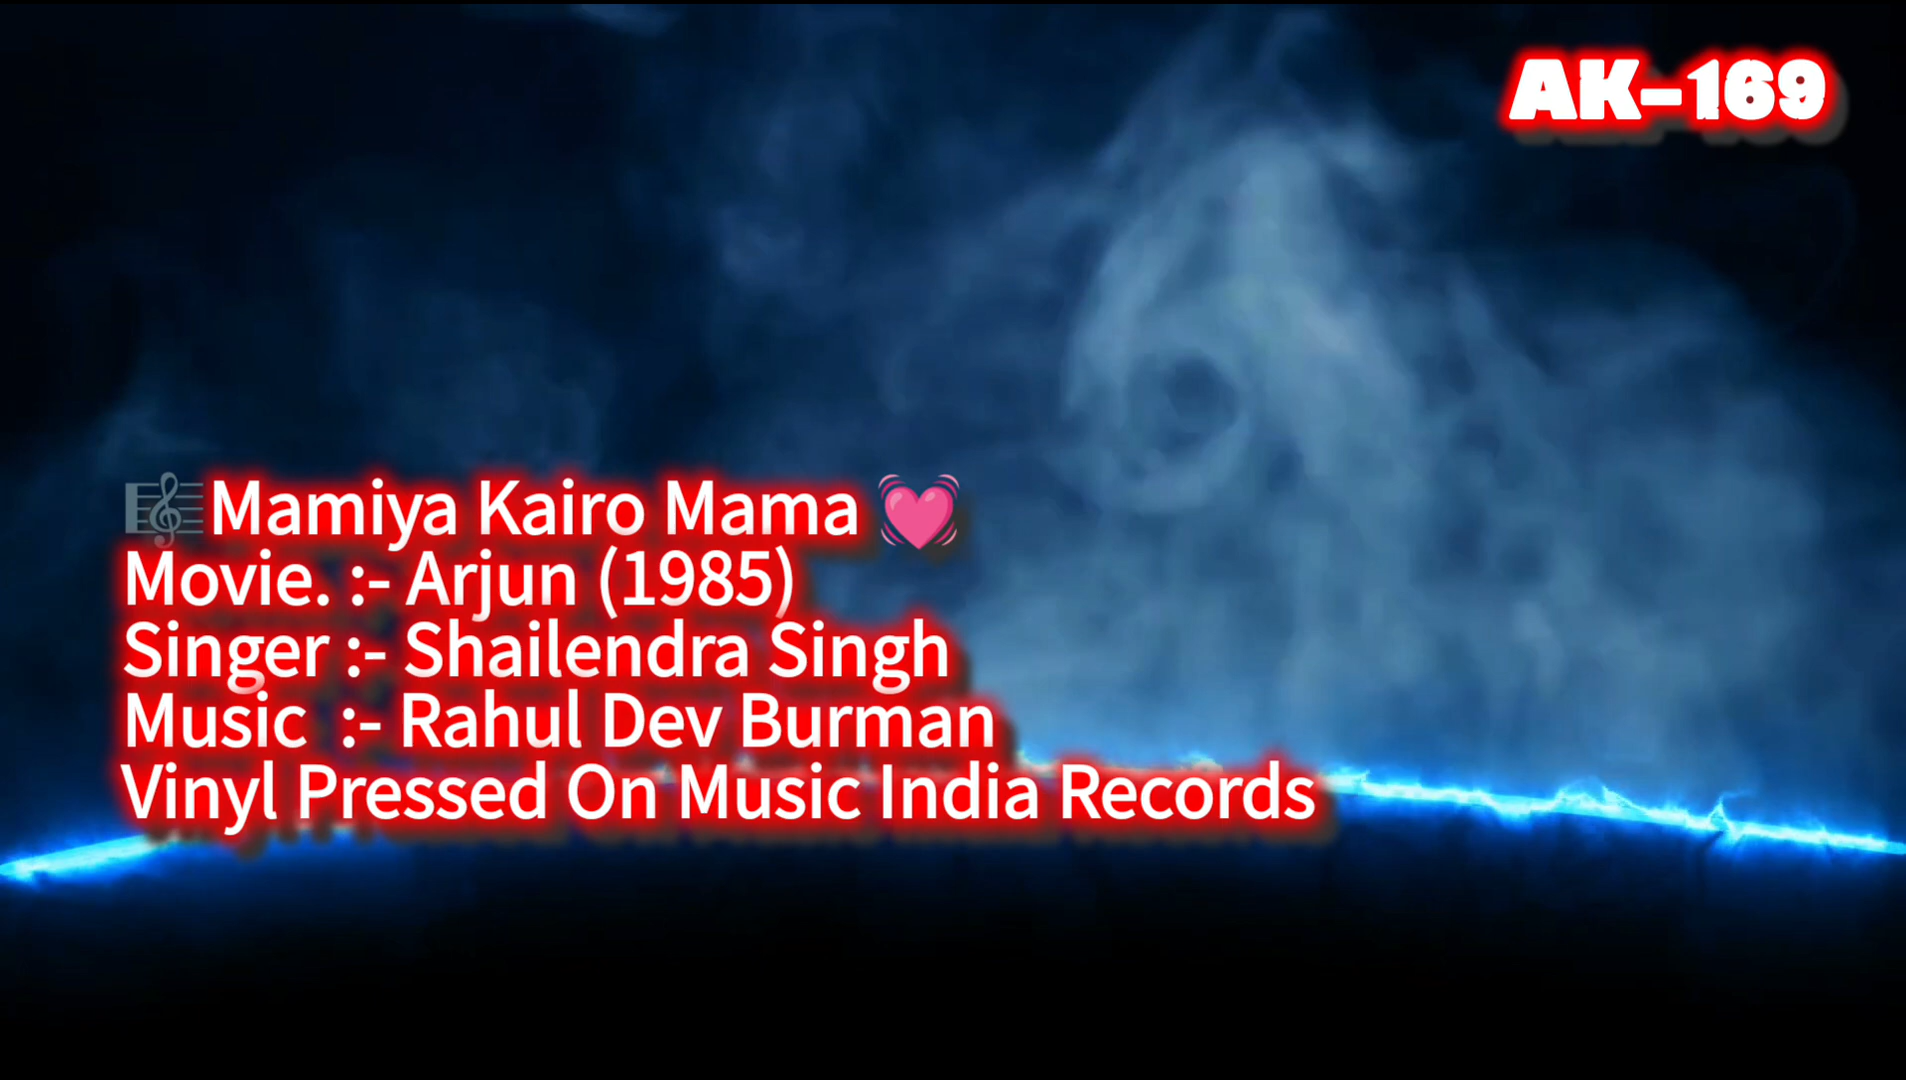 AK-169
🎼Mamiya Kairo Mama 💓
Movie. :- Arjun (1985)
Singer :- Shailendra Singh
Music  :- Rahul Dev Burman
Vinyl Pressed On Music India Records